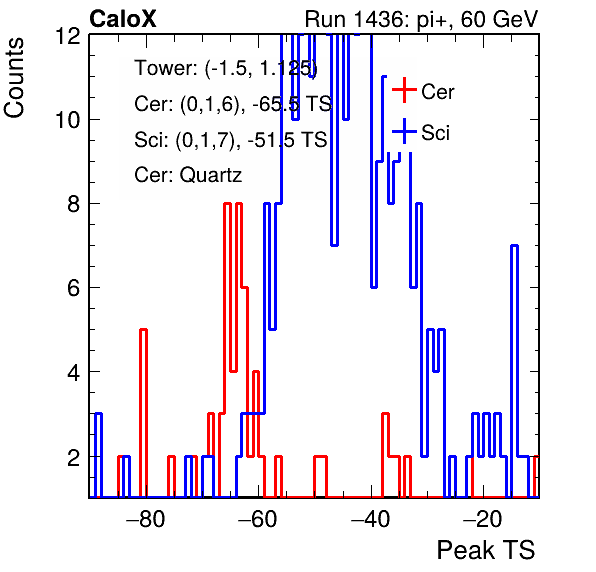 CaloX Run 1436: pi+, 60 GeV
Counts
12
10
8
6
4
2
Tower: (-1.5, 1.125)
Cer: (0,1,6), -65.5 TS
Sci: (0,1,7), -51.5 TS
Cer: Quartz
Cer
Sci
−80 −60 −40 −20
Peak TS